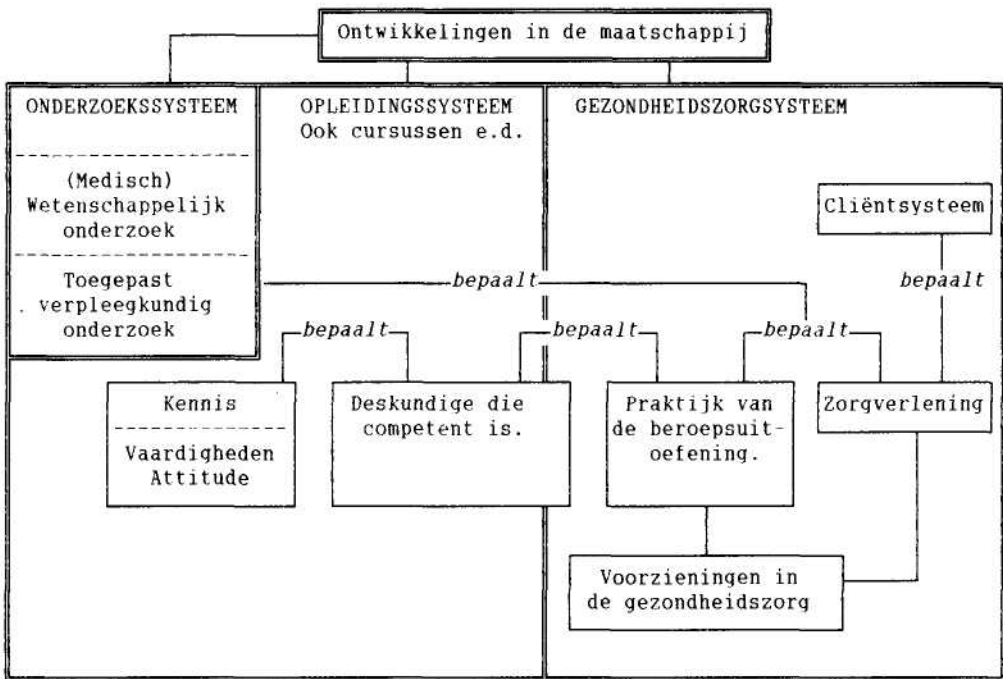 Ontwikkelingen in de maatschappij
ONDERZOEKSSYSTEEM
OPLEIDINGSSYSTEEM
Ook cursussen e.d.
GEZONDHEIDSZORGSYSTEEM
(Medisch)
Wetenschappelijk
onderzoek
Cliëntsysteem
Toegepast
verpleegkundig
onderzoek
bepaalt
bepaalt
bepaalt
bepaalt
bepaalt
Kennis
Vaardigheden
Attitude
Deskundige die
competent is.
Praktijk van
de beroepsuit-
oefening.
Zorgverlening
Voorzieningen in
de gezondheidszorg